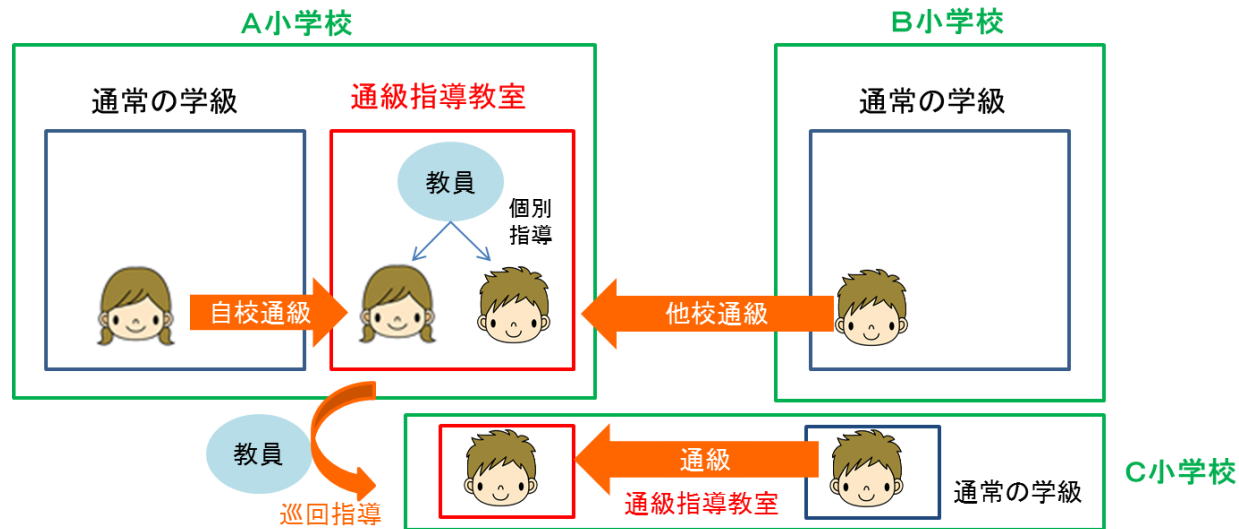 A小学校
通常の学級
通級指導教室
教員
個別
指導
自校通級
B小学校
通常の学級
他校通級
教員
巡回指導
通級
通級指導教室
通常の学級
C小学校